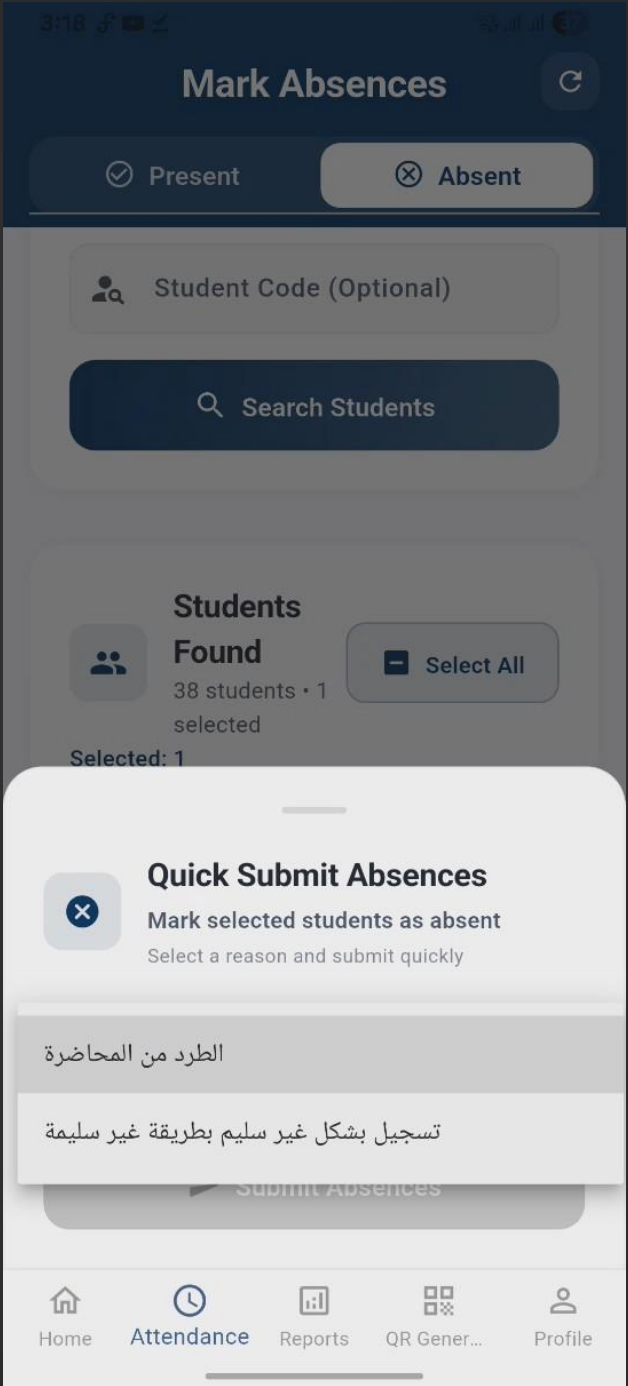 3:18
Mark Absences
Present
Absent
Student Code (Optional)
Search Students
Students
Found
38 students • 1
selected
Select All
Selected: 1
Quick Submit Absences
Mark selected students as absent
Select a reason and submit quickly
الطرد من المحاضرة
تسجيل بشكل غير سليم بطريقة غير سليمة
Submit Absences
Home
Attendance
Reports
QR Gener...
Profile